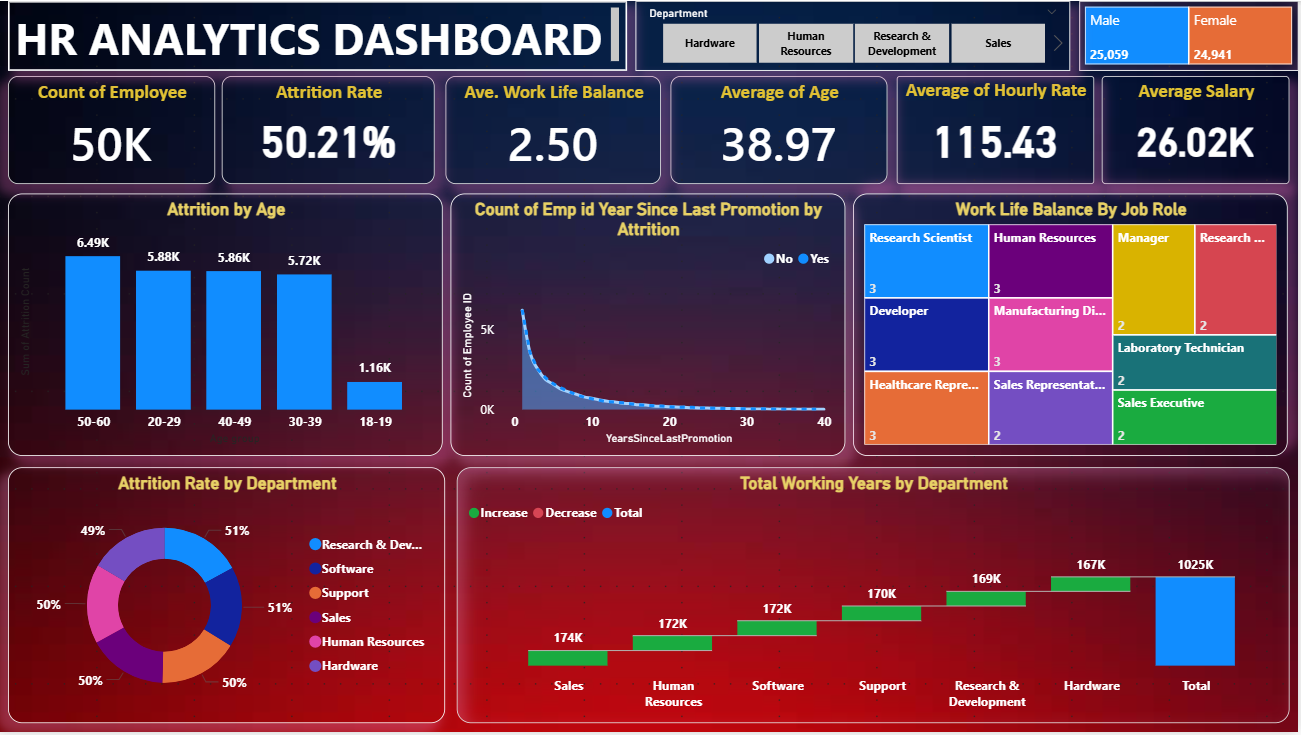 HR ANALYTICS DASHBOARD
Department
Hardware
Human
Resources
Research &
Development
Sales
Male
25,059
Female
24,941
Count of Employee
50K
Attrition Rate
50.21%
Ave. Work Life Balance
2.50
Average of Age
38.97
Average of Hourly Rate
115.43
Average Salary
26.02K
Attrition by Age
Sum of Attrition Count
6.49K
5.88K
5.86K
5.72K
1.16K
50-60
20-29
40-49
30-39
18-19
Count of Emp id Year Since Last Promotion by
Attrition
No
Yes
Count of Employee ID
5K
0K
0
10
20
30
40
YearsSinceLastPromotion
Work Life Balance By Job Role
Research Scientist
3
Human Resources
3
Manager
2
Research ...
2
Developer
3
Manufacturing Di...
3
Laboratory Technician
2
Healthcare Repre...
3
Sales Representat...
2
Sales Executive
2
Attrition Rate by Department
49%
51%
50%
51%
50%
50%
Research & Dev...
Software
Support
Sales
Human Resources
Hardware
Total Working Years by Department
Increase
Decrease
Total
174K
172K
172K
170K
169K
167K
1025K
Sales
Human
Resources
Software
Support
Research &
Development
Hardware
Total